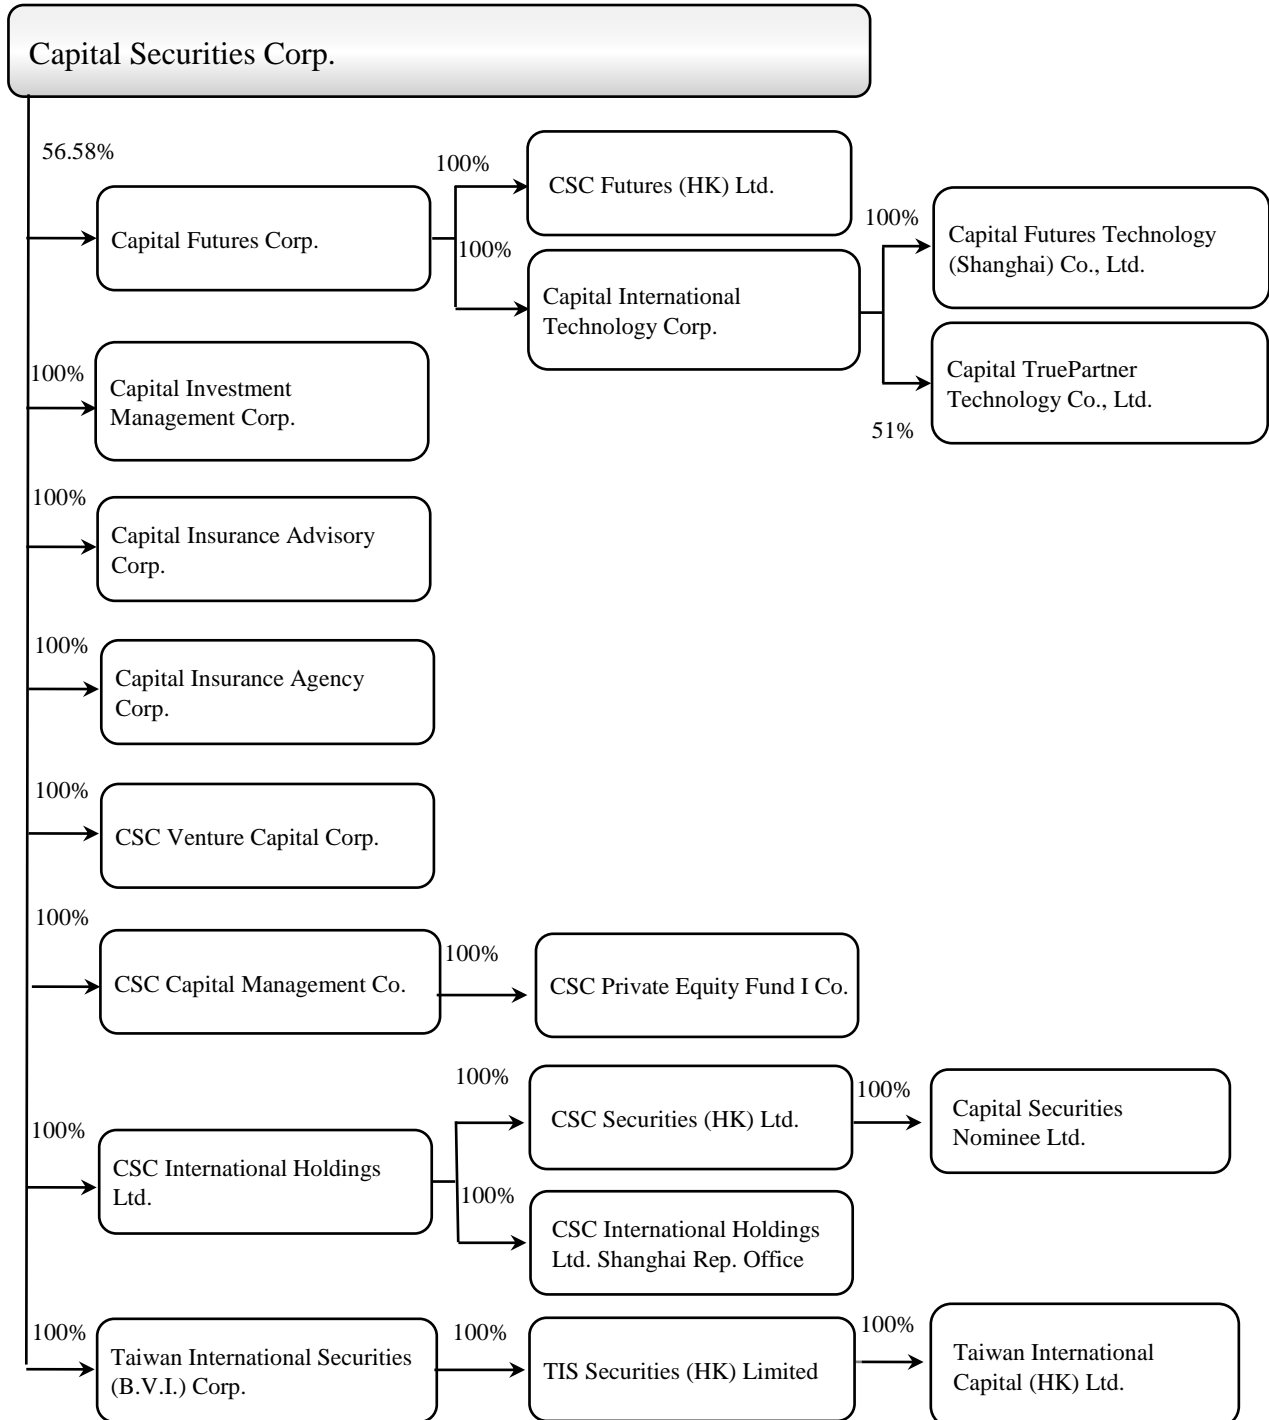 Capital Securities Corp.
56.58%
Capital Futures Corp.
100%
CSC Futures (HK) Ltd.
100%
Capital International
Technology Corp.
100%
Capital Futures Technology
(Shanghai) Co., Ltd.
Capital TruePartner
Technology Co., Ltd.
51%
100%
Capital Investment
Management Corp.
100%
Capital Insurance Advisory
Corp.
100%
Capital Insurance Agency
Corp.
100%
CSC Venture Capital Corp.
100%
CSC Capital Management Co.
100%
CSC Private Equity Fund I Co.
100%
CSC International Holdings
Ltd.
100%
CSC Securities (HK) Ltd.
100%
Capital Securities
Nominee Ltd.
100%
CSC International Holdings
Ltd. Shanghai Rep. Office
100%
Taiwan International Securities
(B.V.I.) Corp.
100%
TIS Securities (HK) Limited
100%
Taiwan International
Capital (HK) Ltd.